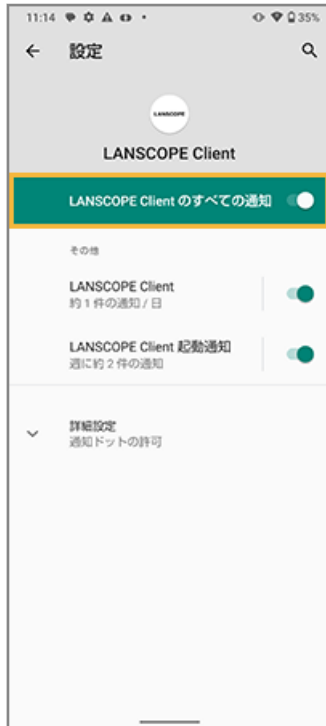 11:14
35%
設定
LANSCOPE
LANSCOPE Client
LANSCOPE Client のすべての通知
その他
LANSCOPE Client
約 1 件の通知 / 日
LANSCOPE Client 起動通知
週に約 2 件の通知
詳細設定
通知ドットの許可